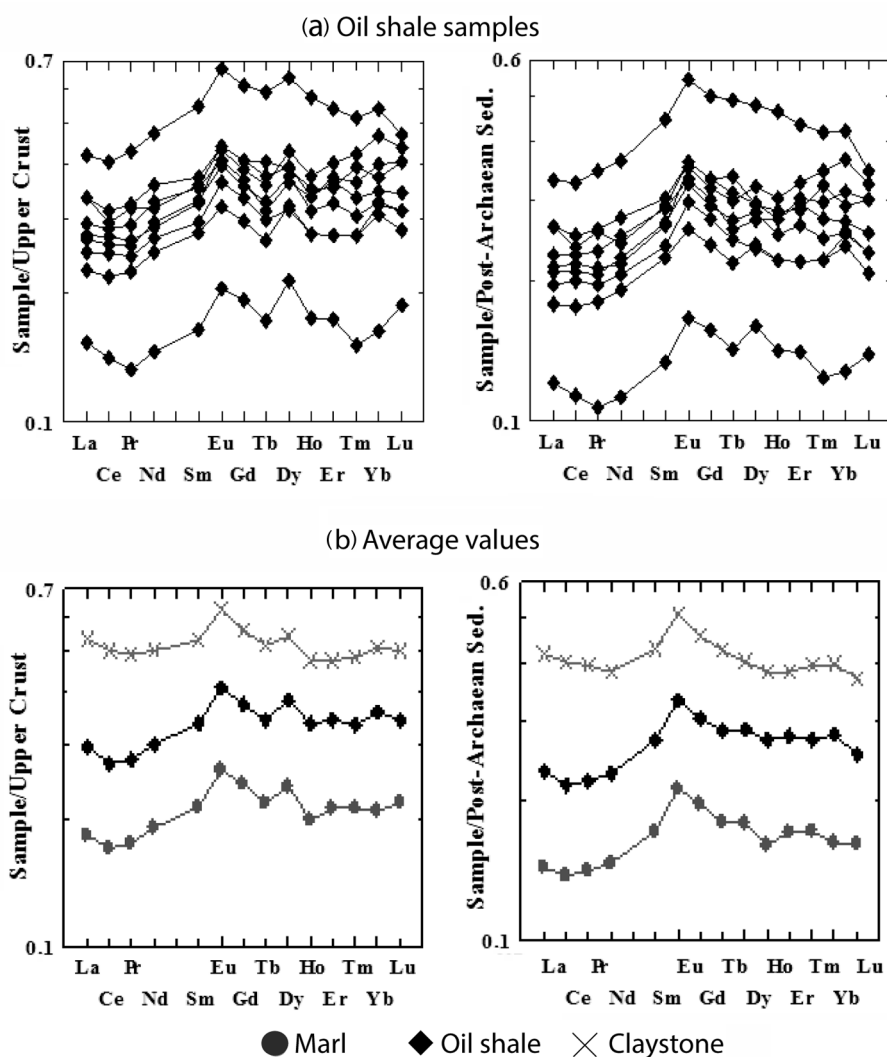 (a) Oil shale samples
0.7
Sample/Upper Crust
0.1
La Pr Eu Tb Ho Tm Lu
Ce Nd Sm Gd Dy Er Yb
0.6
Sample/Post-Archaean Sed.
0.1
La Pr Eu Tb Ho Tm Lu
Ce Nd Sm Gd Dy Er Yb
(b) Average values
0.7
Sample/Upper Crust
0.1
La Pr Eu Tb Ho Tm Lu
Ce Nd Sm Gd Dy Er Yb
0.6
Sample/Post-Archaean Sed.
0.1
La Pr Eu Tb Ho Tm Lu
Ce Nd Sm Gd Dy Er Yb
Marl Oil shale Claystone